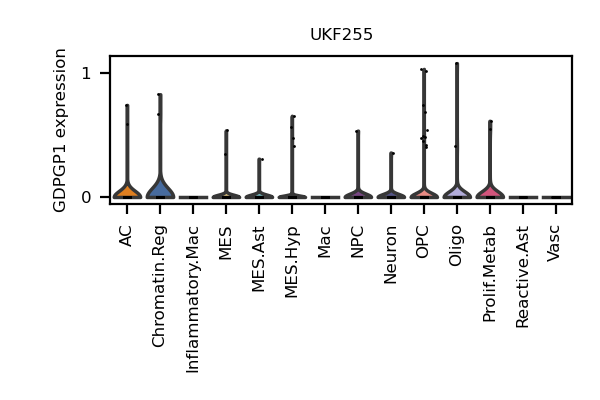 UKF255
GDPGP1 expression
1
0
AC
Chromatin.Reg
Inflammatory.Mac
MES
MES.Ast
MES.Hyp
Mac
NPC
Neuron
OPC
Oligo
Prolif.Metab
Reactive.Ast
Vasc